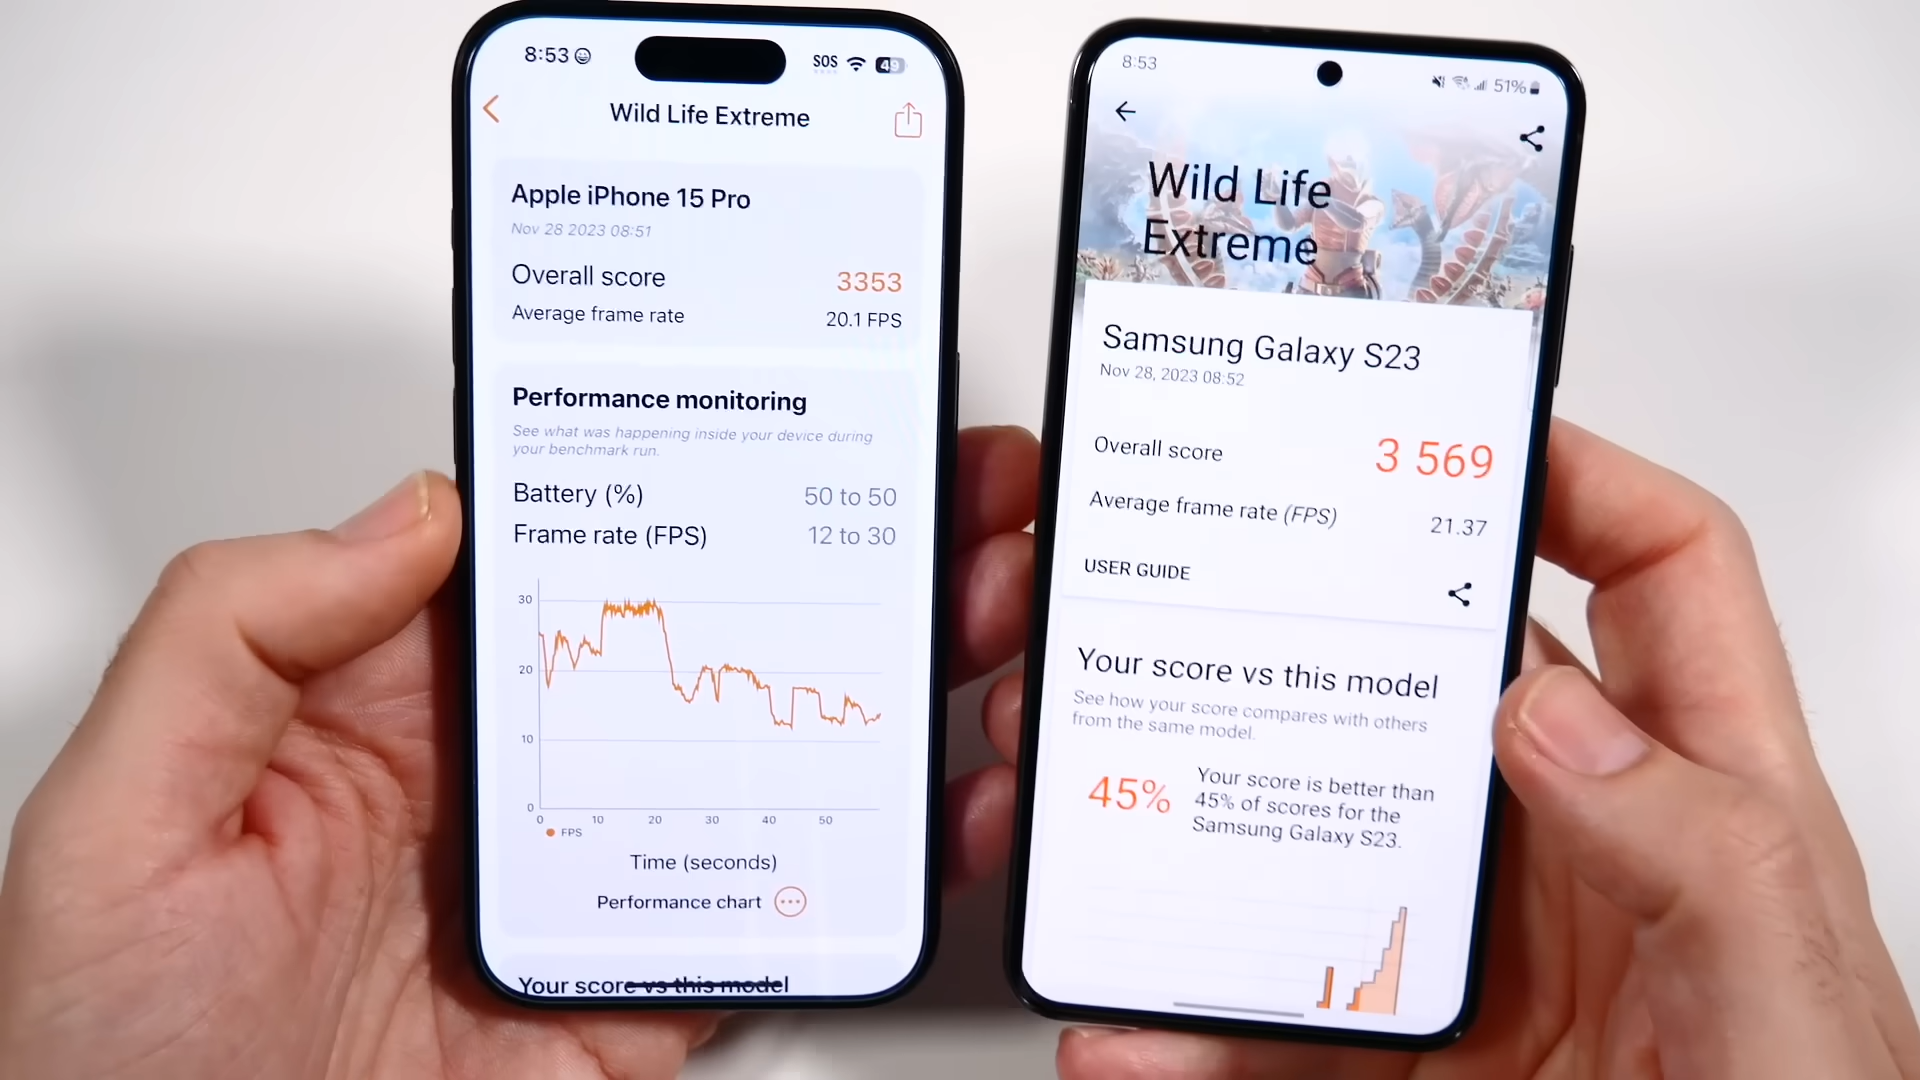 8:53
SOS
49
Wild Life Extreme
Apple iPhone 15 Pro
Nov 28 2023 08:51
Overall score
3353
Average frame rate
20.1 FPS
Performance monitoring
See what was happening inside your device during
your benchmark run.
Battery (%)
50 to 50
Frame rate (FPS)
12 to 30
30
20
10
0
0 10 20 30 40 50
FPS
Time (seconds)
Performance chart
Your score vs this model
8:53
51%
Wild Life
Extreme
Samsung Galaxy S23
Nov 28, 2023 08:52
Overall score
3 569
Average frame rate (FPS)
21.37
USER GUIDE
Your score vs this model
See how your score compares with others
from the same model.
45%
Your score is better than
45% of scores for the
Samsung Galaxy S23.